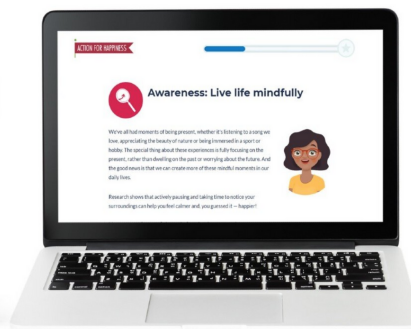 ACTION FOR HAPPINESS
Awareness: Live life mindfully
We've all had moments of being present, whether it's listening to a song we
love, appreciating the beauty of nature or being immersed in a sport or
hobby. The special thing about these experiences is fully focusing on the
present, rather than dwelling on the past or worrying about the future. And
the good news is that we can create more of these mindful moments in our
daily lives.
Research shows that actively pausing and taking time to notice your
surroundings can help you feel calmer and, you guessed it — happier!